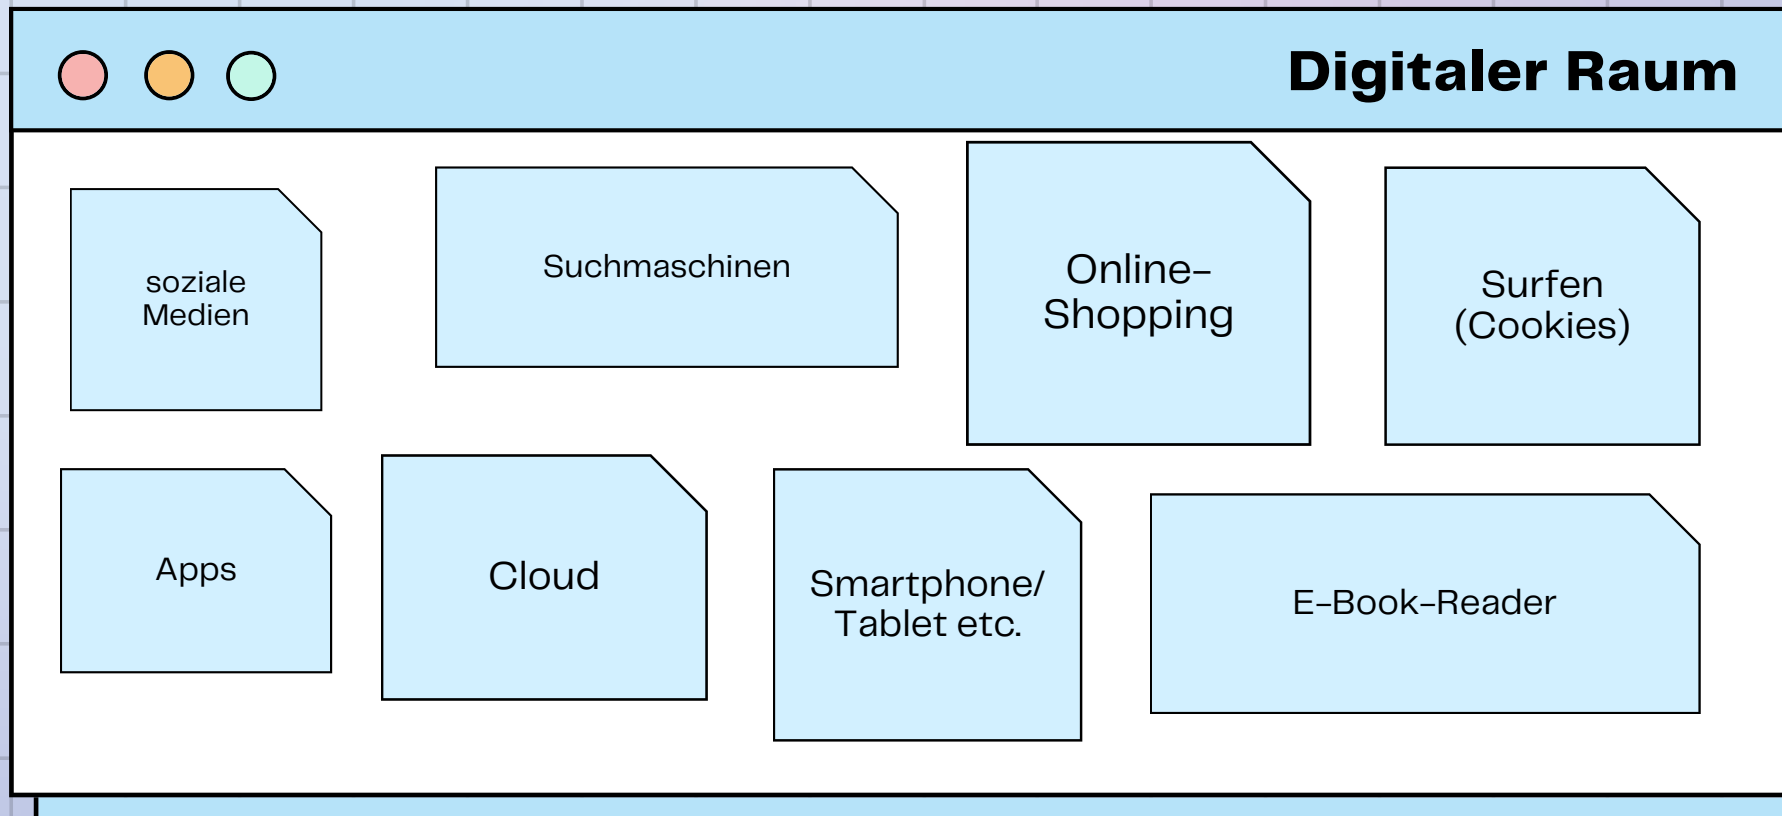 Digitaler Raum
soziale
Medien
Suchmaschinen
Online-
Shopping
Surfen
(Cookies)
Apps
Cloud
Smartphone/
Tablet etc.
E-Book-Reader